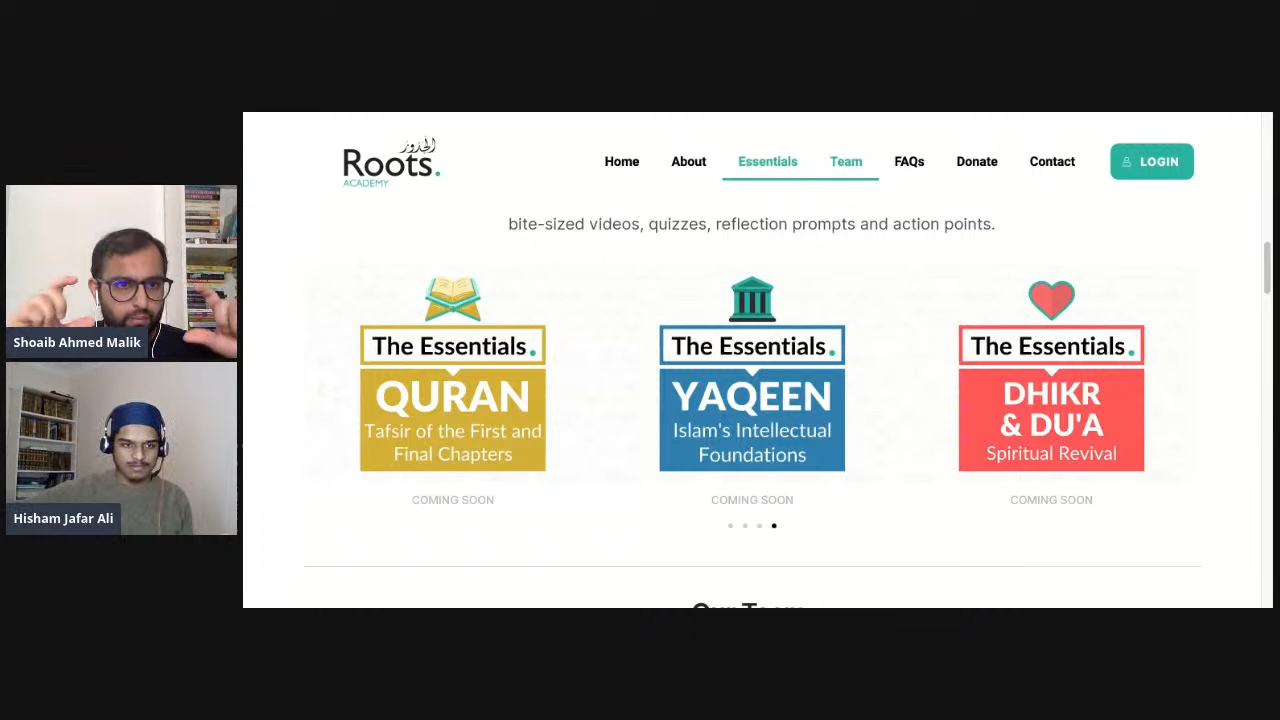 الجذور
Roots.
ACADEMY
Home
About
Essentials
Team
FAQs
Donate
Contact
LOGIN
bite-sized videos, quizzes, reflection prompts and action points.
The Essentials.
QURAN
Tafsir of the First and
Final Chapters
COMING SOON
The Essentials.
YAQEEN
Islam's Intellectual
Foundations
COMING SOON
The Essentials.
DHIKR
& DU'A
Spiritual Revival
COMING SOON
Our Team
Shoaib Ahmed Malik
Hisham Jafar Ali